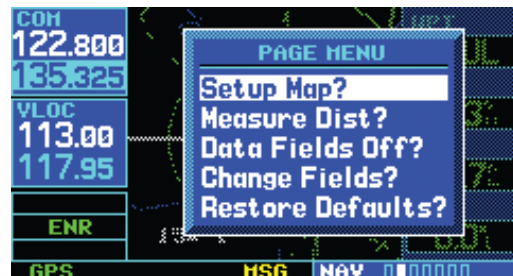 COM
122.800
135.325
VLOC
113.00
117.95
ENR
GPS
WPT
PAGE MENU
Setup Map?
Measure Dist?
Data Fields Off?
Change Fields?
Restore Defaults?
MSG
NAV